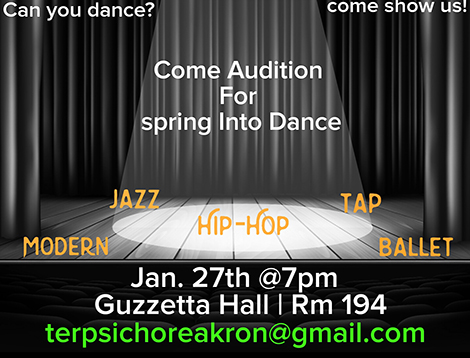 Can you dance?
come show us!
Come Audition
For
spring Into Dance
JAZZ
TAP
HIP-HOP
MODERN
BALLET
Jan. 27th @7pm
Guzzetta Hall | Rm 194
terpsichoreakron@gmail.com